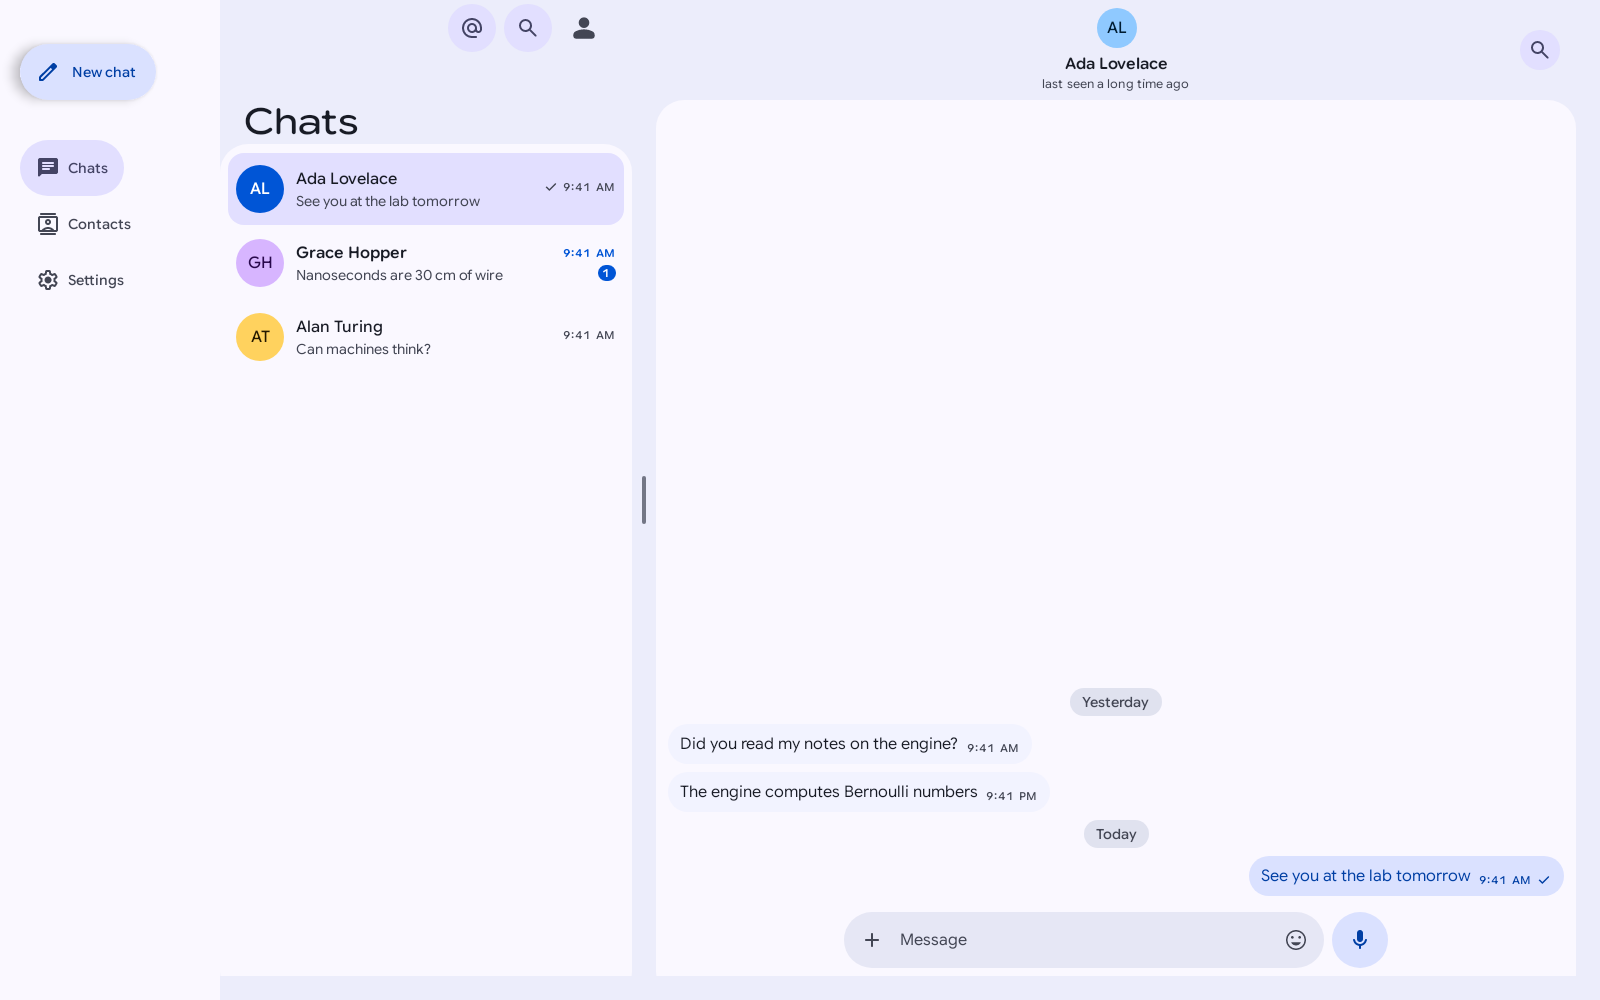 New chat
Chats
Contacts
Settings
Chats
AL
Ada Lovelace
9:41 AM
See you at the lab tomorrow
GH
Grace Hopper
9:41 AM
Nanoseconds are 30 cm of wire
1
AT
Alan Turing
9:41 AM
Can machines think?
AL
Ada Lovelace
last seen a long time ago
Yesterday
Did you read my notes on the engine? 9:41 AM
The engine computes Bernoulli numbers 9:41 PM
Today
See you at the lab tomorrow 9:41 AM
Message